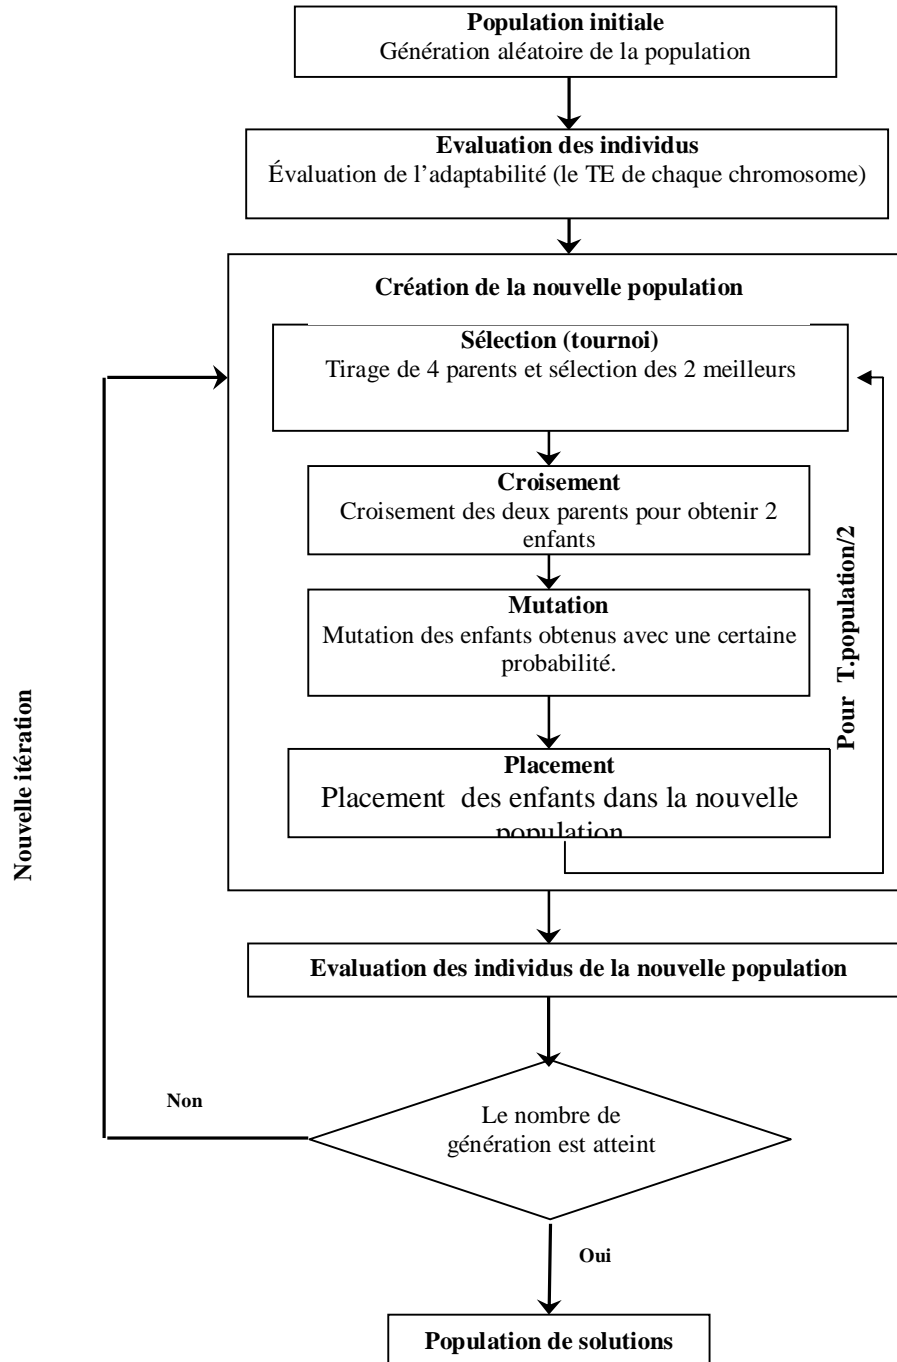 Population initiale
Génération aléatoire de la population
Evaluation des individus
Évaluation de l’adaptabilité (le TE de chaque chromosome)
Création de la nouvelle population
Sélection (tournoi)
Tirage de 4 parents et sélection des 2 meilleurs
Croisement
Croisement des deux parents pour obtenir 2
enfants
Mutation
Mutation des enfants obtenus avec une certaine
probabilité.
Placement
Placement des enfants dans la nouvelle
population
Pour T.population/2
Nouvelle itération
Evaluation des individus de la nouvelle population
Le nombre de
génération est atteint
Non
Oui
Population de solutions